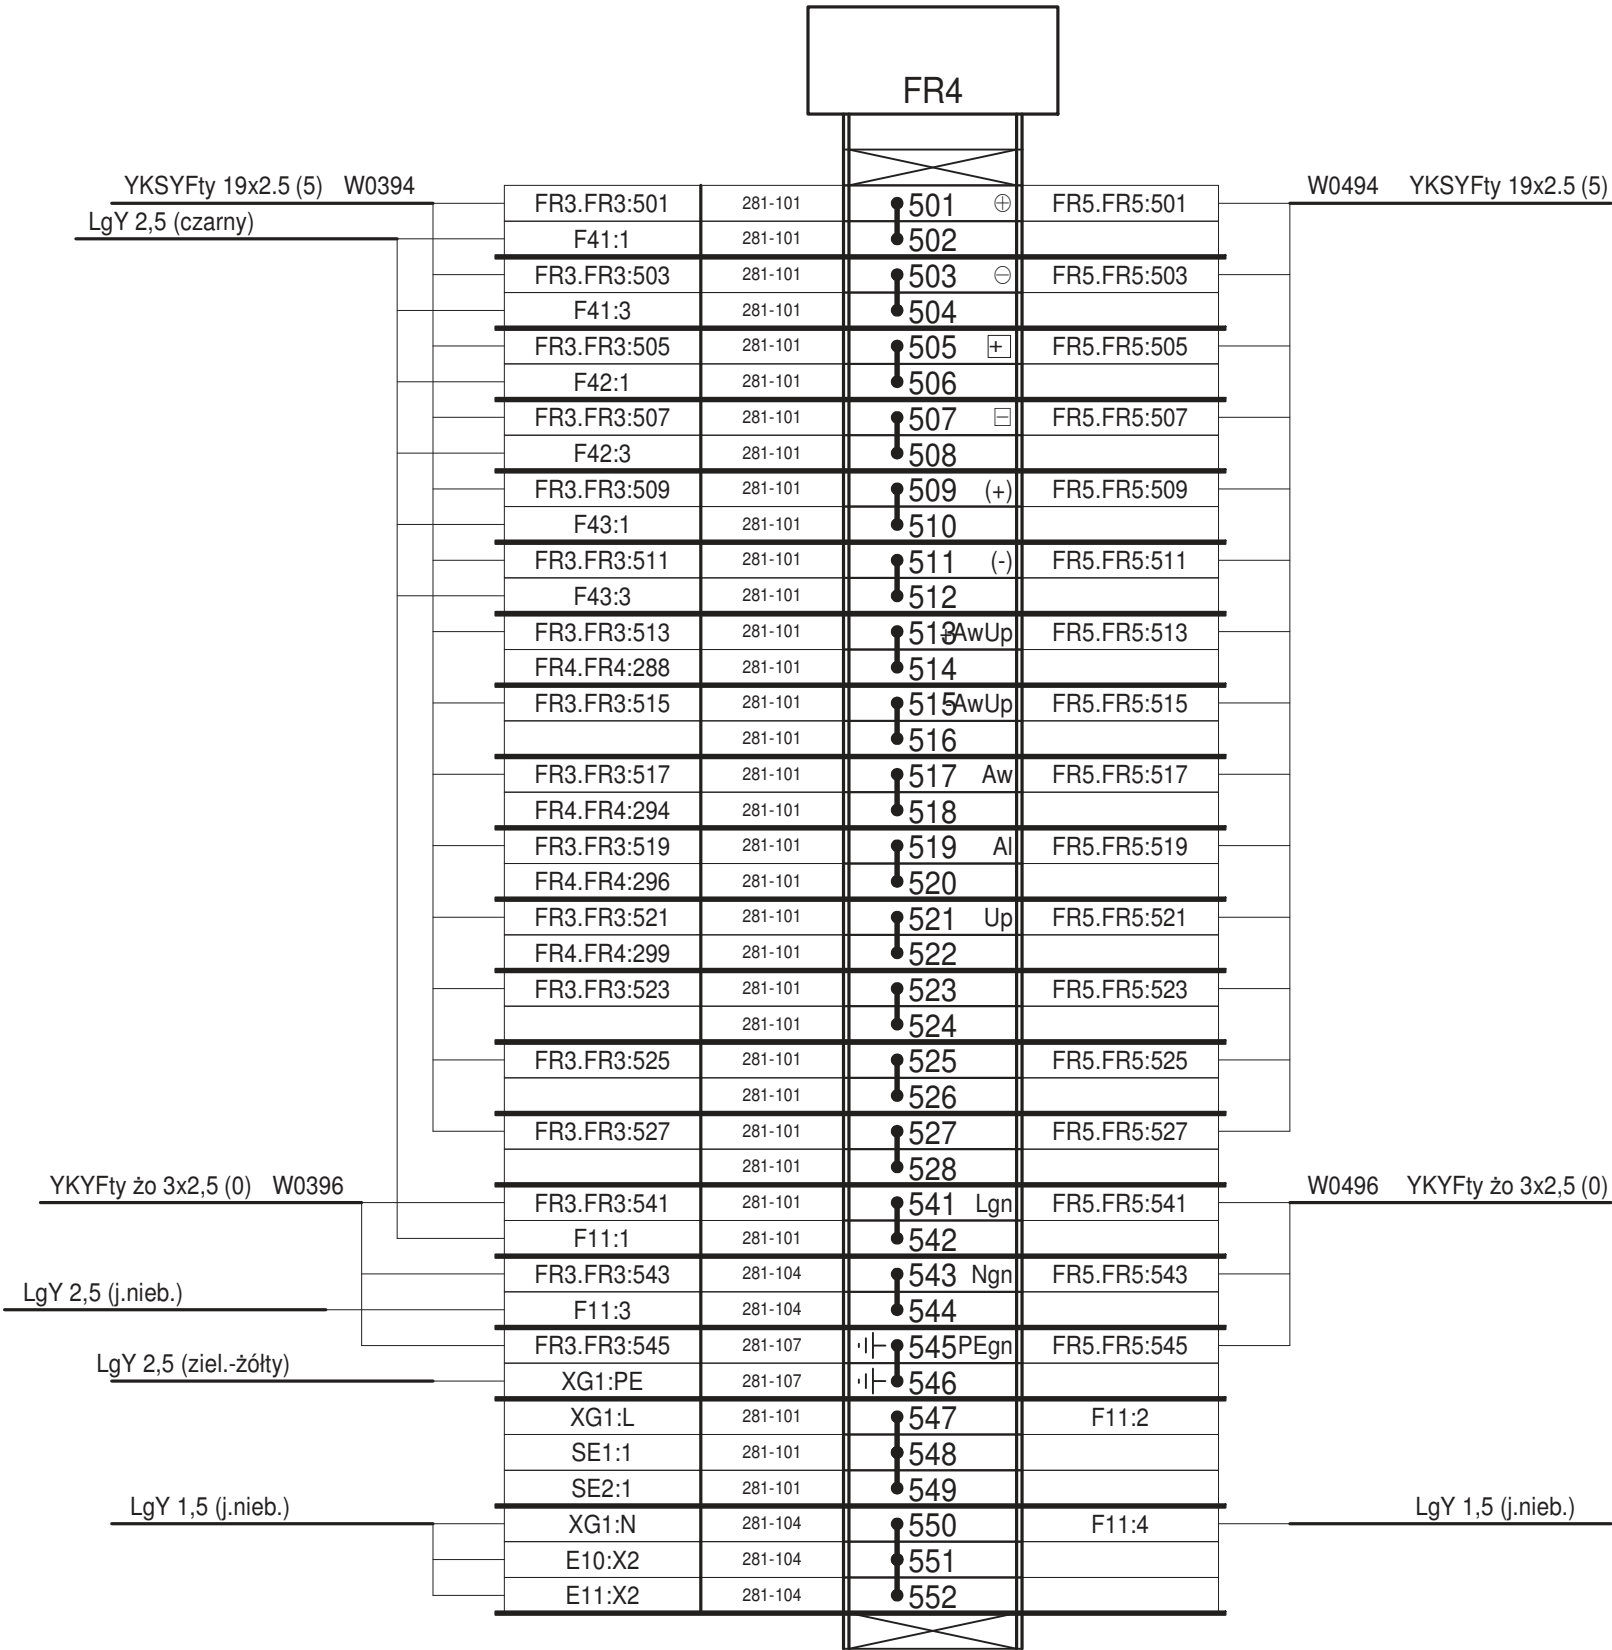 FR4
YKSYFty 19x2.5 (5) W0394
W0494 YKSYFty 19x2.5 (5)
FR3.FR3:501 281-101 501 ⊕ FR5.FR5:501
LgY 2,5 (czarny)
F41:1 281-101 502
FR3.FR3:503 281-101 503 ⊖ FR5.FR5:503
F41:3 281-101 504
FR3.FR3:505 281-101 505 ⊞ FR5.FR5:505
F42:1 281-101 506
FR3.FR3:507 281-101 507 ⊟ FR5.FR5:507
F42:3 281-101 508
FR3.FR3:509 281-101 509 (+) FR5.FR5:509
F43:1 281-101 510
FR3.FR3:511 281-101 511 (-) FR5.FR5:511
F43:3 281-101 512
FR3.FR3:513 281-101 513 +AwUp FR5.FR5:513
FR4.FR4:288 281-101 514
FR3.FR3:515 281-101 515 -AwUp FR5.FR5:515
281-101 516
FR3.FR3:517 281-101 517 Aw FR5.FR5:517
FR4.FR4:294 281-101 518
FR3.FR3:519 281-101 519 Al FR5.FR5:519
FR4.FR4:296 281-101 520
FR3.FR3:521 281-101 521 Up FR5.FR5:521
FR4.FR4:299 281-101 522
FR3.FR3:523 281-101 523 FR5.FR5:523
281-101 524
FR3.FR3:525 281-101 525 FR5.FR5:525
281-101 526
FR3.FR3:527 281-101 527 FR5.FR5:527
281-101 528
YKYFty żo 3x2,5 (0) W0396
W0496 YKYFty żo 3x2,5 (0)
FR3.FR3:541 281-101 541 Lgn FR5.FR5:541
F11:1 281-101 542
FR3.FR3:543 281-104 543 Ngn FR5.FR5:543
LgY 2,5 (j.nieb.)
F11:3 281-104 544
FR3.FR3:545 281-107 545 PEgn FR5.FR5:545
LgY 2,5 (ziel.-żółty)
XG1:PE 281-107 546
XG1:L 281-101 547 F11:2
SE1:1 281-101 548
SE2:1 281-101 549
LgY 1,5 (j.nieb.)
LgY 1,5 (j.nieb.)
XG1:N 281-104 550 F11:4
E10:X2 281-104 551
E11:X2 281-104 552